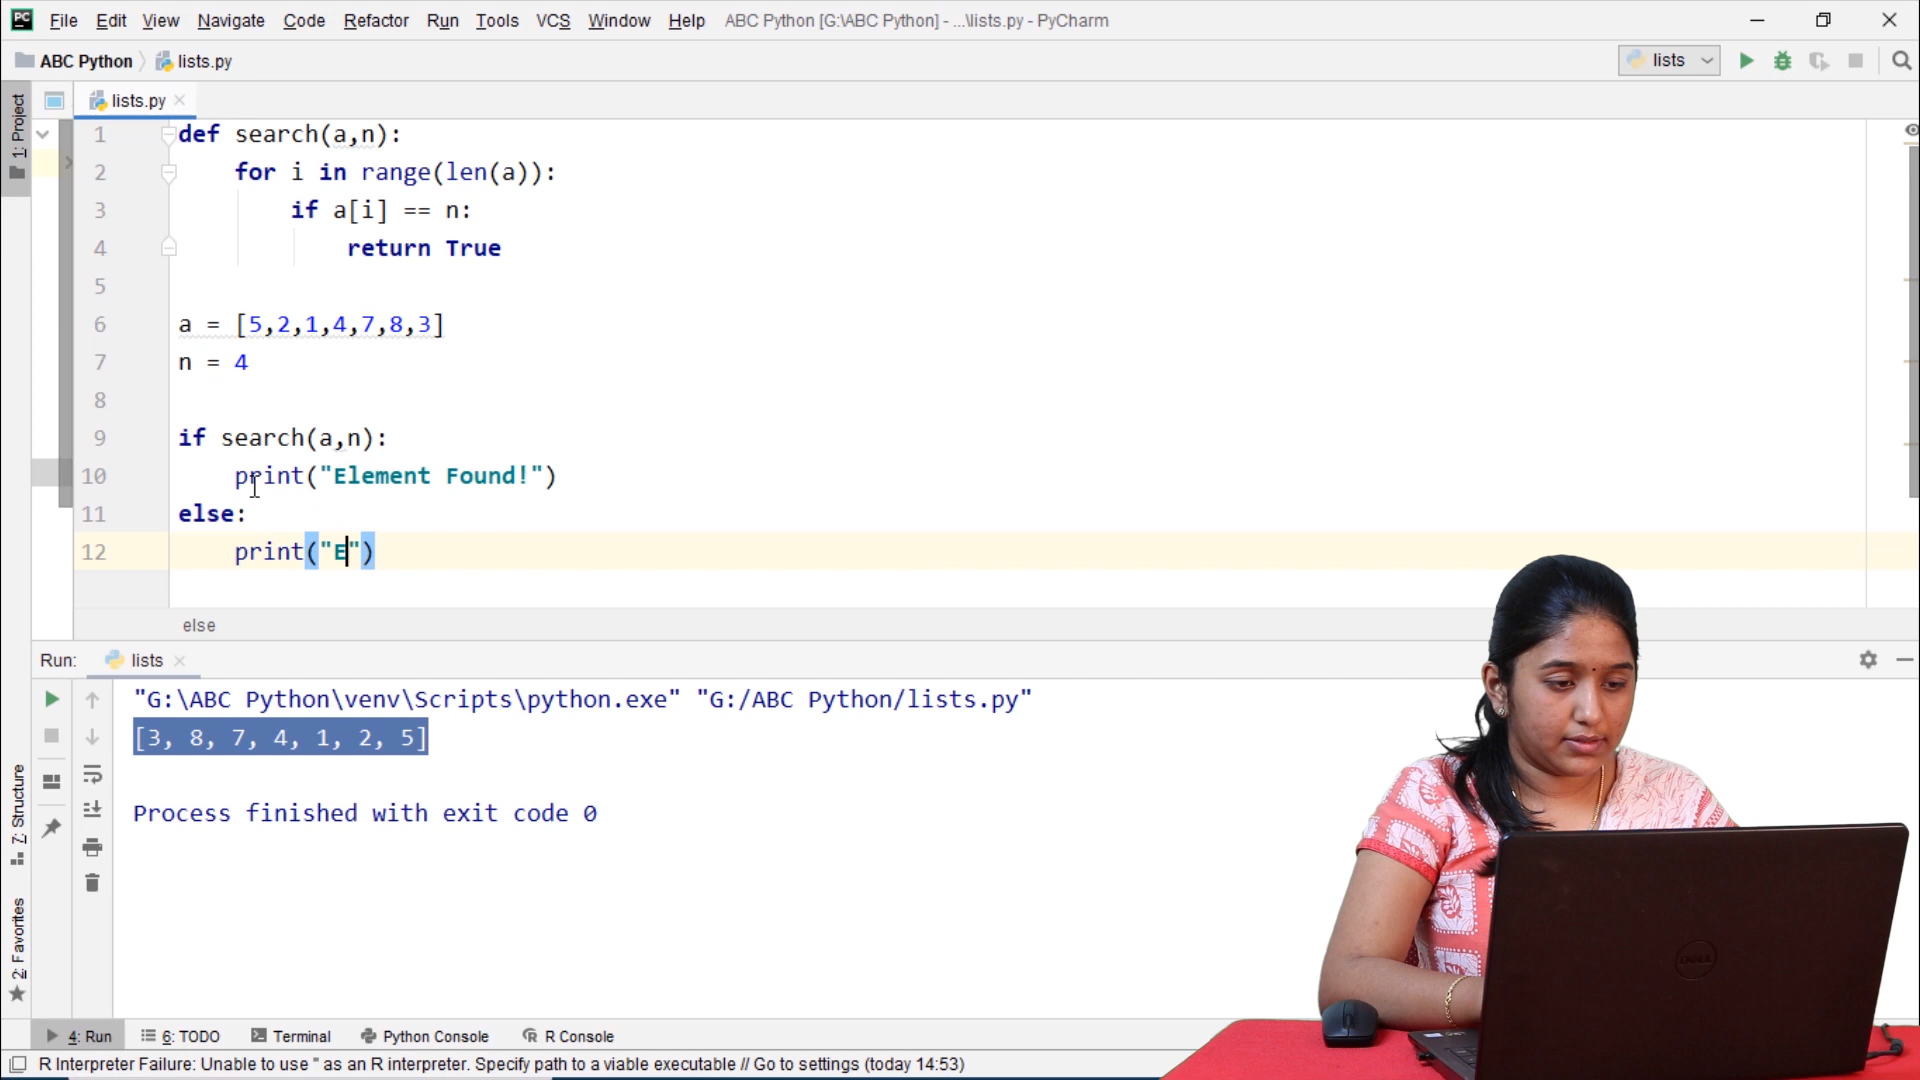 PC File Edit View Navigate Code Refactor Run Tools VCS Window Help ABC Python [G:\ABC Python] - ...\lists.py - PyCharm
ABC Python lists.py lists
1: Project
lists.py
1 def search(a,n):
2 for i in range(len(a)):
3 if a[i] == n:
4 return True
5
6 a = [5,2,1,4,7,8,3]
7 n = 4
8
9 if search(a,n):
10 print("Element Found!")
11 else:
12 print("E")
else
Run: lists
"G:\ABC Python\venv\Scripts\python.exe" "G:/ABC Python/lists.py"
[3, 8, 7, 4, 1, 2, 5]
Process finished with exit code 0
7: Structure
2: Favorites
DELL
4: Run 6: TODO Terminal Python Console R Console
R Interpreter Failure: Unable to use '' as an R interpreter. Specify path to a viable executable // Go to settings (today 14:53)